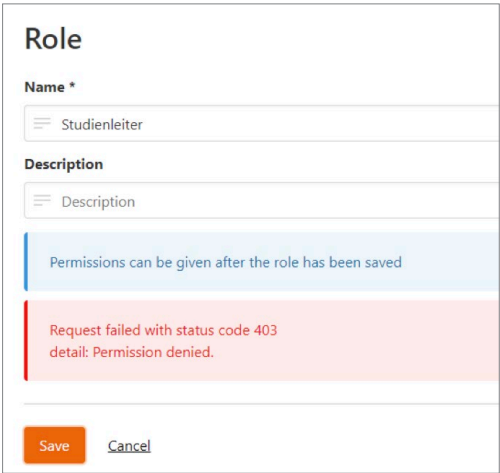 Role
Name *
Studienleiter
Description
Description
Permissions can be given after the role has been saved
Request failed with status code 403
detail: Permission denied.
Save Cancel